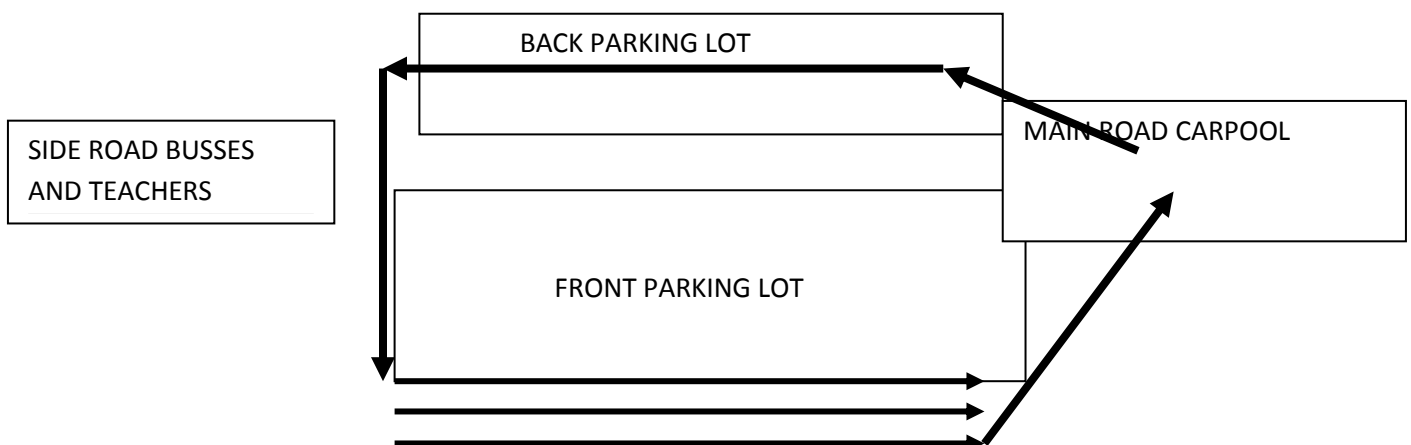 BACK PARKING LOT
MAIN ROAD CARPOOL
SIDE ROAD BUSSES
AND TEACHERS
FRONT PARKING LOT